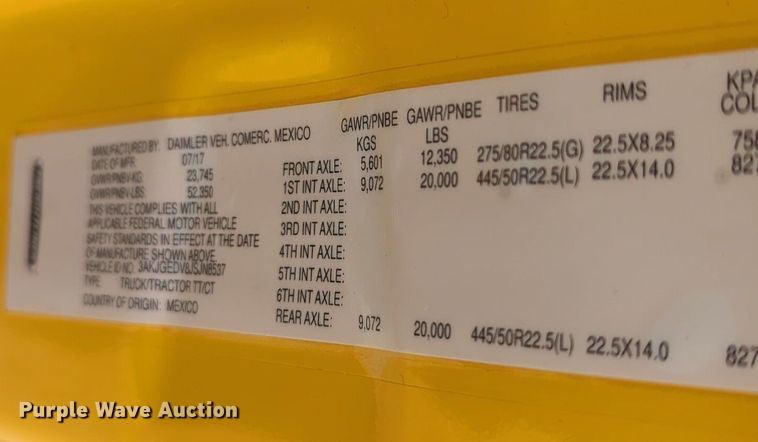 MANUFACTURED BY: DAIMLER VEH. COMERC. MEXICO
DATE OF MFR: 07/17
GVWR/PNBV-KG: 23,745
GVWR/PNBV-LBS: 52,350
THIS VEHICLE COMPLIES WITH ALL
APPLICABLE FEDERAL MOTOR VEHICLE
SAFETY STANDARDS IN EFFECT AT THE DATE
OF MANUFACTURE SHOWN ABOVE.
VEHICLE ID NO. 3AKJGEDV8JSJN8537
TYPE TRUCK/TRACTOR TT/CT
COUNTRY OF ORIGIN: MEXICO
GAWR/PNBE GAWR/PNBE TIRES RIMS KPA
KGS LBS COL
FRONT AXLE: 5,601 12,350 275/80R22.5(G) 22.5X8.25 758
1ST INT AXLE: 9,072 20,000 445/50R22.5(L) 22.5X14.0 827
2ND INT AXLE:
3RD INT AXLE:
4TH INT AXLE:
5TH INT AXLE:
6TH INT AXLE:
REAR AXLE: 9,072 20,000 445/50R22.5(L) 22.5X14.0 827
Purple Wave Auction